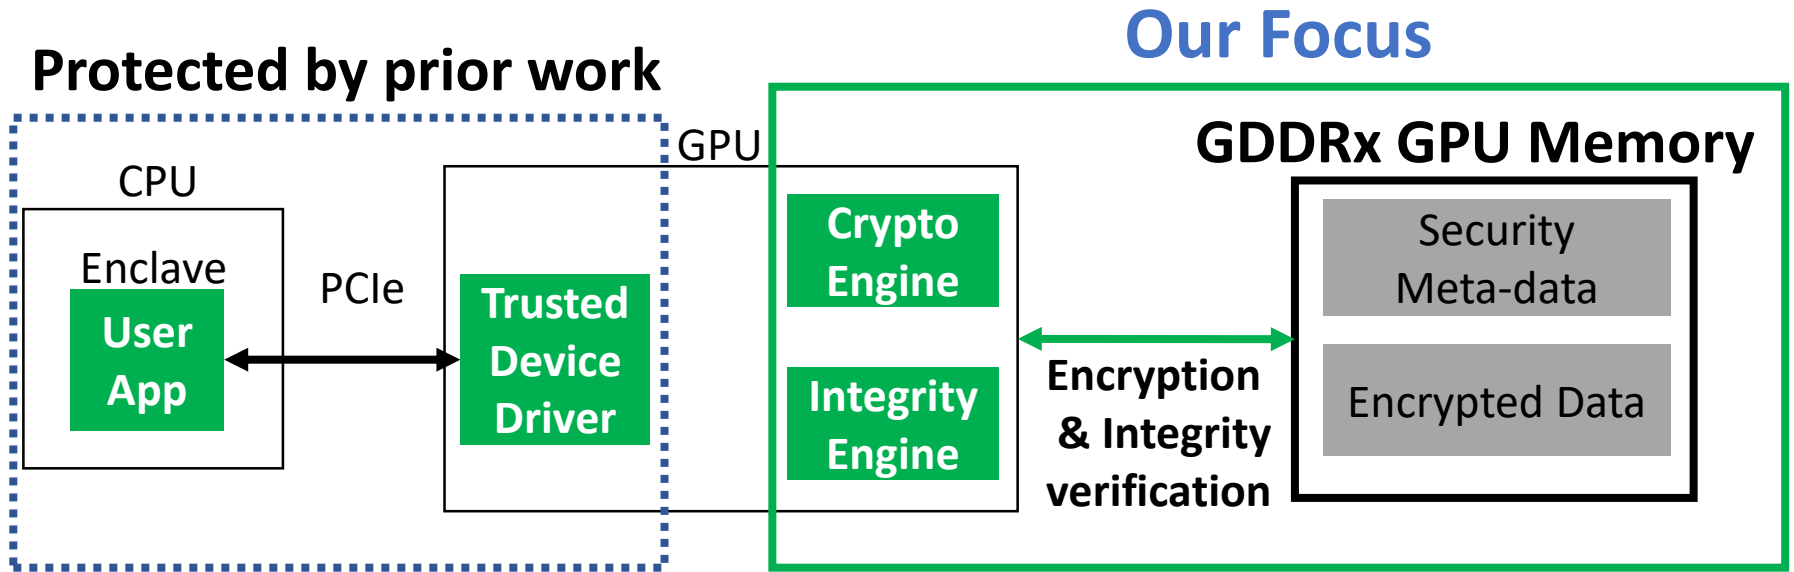 Our Focus
Protected by prior work
GPU
GDDRx GPU Memory
CPU
Enclave
User
App
PCIe
Trusted
Device
Driver
Crypto
Engine
Integrity
Engine
Encryption
& Integrity
verification
Security
Meta-data
Encrypted Data